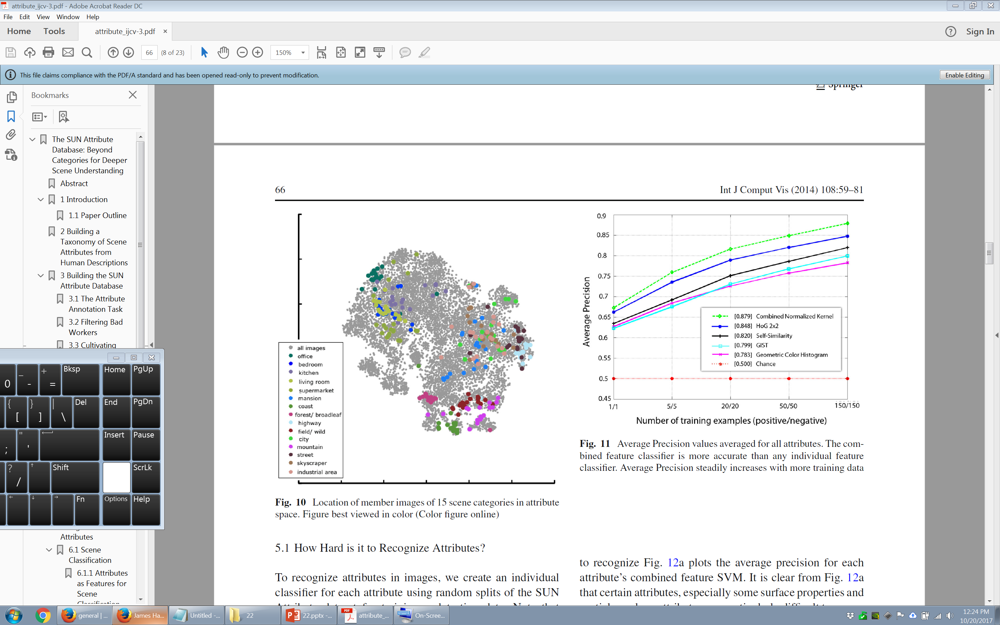 attribute_ijcv-3.pdf - Adobe Acrobat Reader DC
File Edit View Window Help
Home Tools attribute_ijcv-3.pdf × ? Sign In
66 (8 of 23) 150%
This file claims compliance with the PDF/A standard and has been opened read-only to prevent modification. Enable Editing
Bookmarks
The SUN Attribute
Database: Beyond
Categories for Deeper
Scene Understanding
Abstract
1 Introduction
1.1 Paper Outline
2 Building a
Taxonomy of Scene
Attributes from
Human Descriptions
3 Building the SUN
Attribute Database
3.1 The Attribute
Annotation Task
3.2 Filtering Bad
Workers
3.3 Cultivating
0 _ - + = Bksp Home PgUp
{ [ } ] | \ Del End PgDn
; " ' Insert Pause
? / Shift ScrLk
Fn Options Help
Attributes
6.1 Scene
Classification
6.1.1 Attributes
as Features for
Scene
Classification
Springer
66 Int J Comput Vis (2014) 108:59–81
all images
office
bedroom
kitchen
living room
supermarket
mansion
coast
forest/ broadleaf
highway
field/ wild
city
mountain
street
skyscraper
industrial area
Fig. 10 Location of member images of 15 scene categories in attribute
space. Figure best viewed in color (Color figure online)
5.1 How Hard is it to Recognize Attributes?
To recognize attributes in images, we create an individual
classifier for each attribute using random splits of the SUN
0.9
0.85
0.8
0.75
0.7
0.65
0.6
0.55
0.5
0.45
Average Precision
[0.879] Combined Normalized Kernel
[0.848] HoG 2x2
[0.820] Self-Similarity
[0.799] GIST
[0.783] Geometric Color Histogram
[0.500] Chance
1/1 5/5 20/20 50/50 150/150
Number of training examples (positive/negative)
Fig. 11 Average Precision values averaged for all attributes. The com-
bined feature classifier is more accurate than any individual feature
classifier. Average Precision steadily increases with more training data
to recognize Fig. 12a plots the average precision for each
attribute's combined feature SVM. It is clear from Fig. 12a
that certain attributes, especially some surface properties and
general | ... James Ha... Untitled -... 22 22.pptx -... attribute_... On-Scree...
12:24 PM
10/20/2017